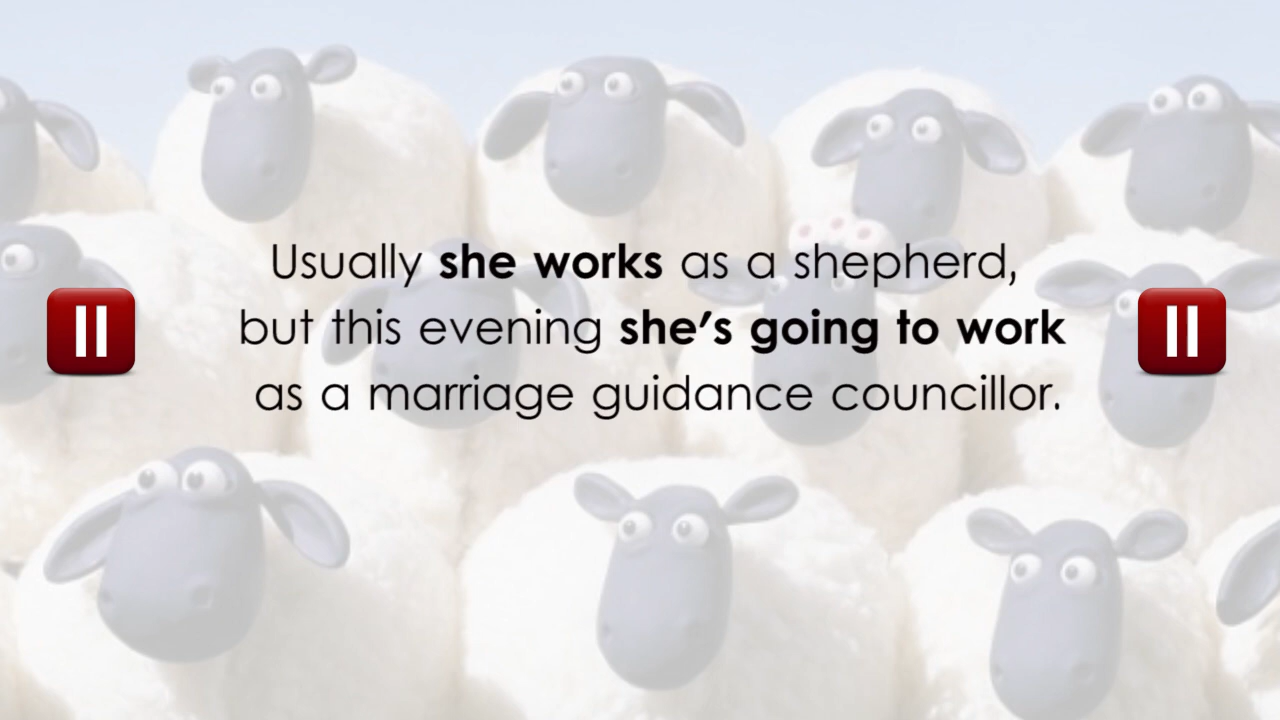 Usually she works as a shepherd,
but this evening she's going to work
as a marriage guidance councillor.